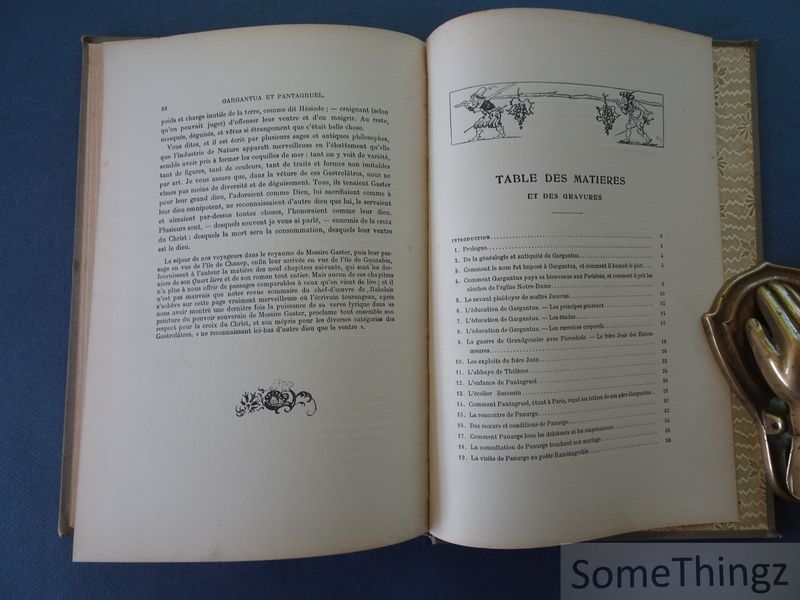 50
GARGANTUA ET PANTAGRUEL,
poids et charge inutile de la terre, comme dit Hésiode ; — craignant (selon
qu'on pouvait juger) d'offenser leur ventre et d'en maigrir. Au reste,
masqués, déguisés, et vêtus si étrangement que c'était belle chose.
Vous dites, et il est écrit par plusieurs sages et antiques philosophes,
que l'industrie de Nature apparait merveilleuse en l'ébattement qu'elle
semble avoir pris à former les coquilles de mer : tant on y voit de variété,
tant de figures, tant de couleurs, tant de traits et formes non imitables
par art. Je vous assure que, dans la vêture de ces Gastrolâtres, nous ne
vîmes pas moins de diversité et de déguisement. Tous, ils tenaient Gaster
pour leur grand dieu, l'adoraient comme Dieu, lui sacrifiaient comme à
leur dieu omnipotent, ne reconnaissaient d'autre dieu que lui, le servaient
et aimaient par-dessus toutes choses, l'honoraient comme leur dieu.
Plusieurs sont, — desquels souvent je vous ai parlé, — ennemis de la croix
du Christ : desquels la mort sera la consommation, desquels leur ventre
est le dieu.
Le séjour de nos voyageurs dans le royaume de Messire Gaster, puis leur pas-
sage en vue de l'île de Chaneph, enfin leur arrivée en vue de l'île de Ganabin,
fournissent à l'auteur la matière des neuf chapitres suivants, qui sont les der-
niers de son Quart livre et de son roman tout entier. Mais aucun de ces chapitres
n'a plus à nous offrir de passages comparables à ceux qu'on vient de lire ; et il
n'est pas mauvais que notre revue sommaire du chef-d'œuvre de Rabelais
s'achève sur cette page vraiment merveilleuse où l'écrivain tourangeau, après
nous avoir montré une dernière fois la puissance de sa verve lyrique dans sa
peinture du pouvoir souverain de Messire Gaster, proclame tout ensemble son
respect pour la croix du Christ, et son mépris pour les diverses catégories des
Gastrolâtres, « ne reconnaissant ici-bas d'autre dieu que le ventre ».
TABLE DES MATIERES
ET DES GRAVURES
INTRODUCTION V
1. Prologue 1
2. De la généalogie et antiquité de Gargantua 4
3. Comment le nom fut imposé à Gargantua, et comment il humait le piot
4. Comment Gargantua paya sa bienvenue aux Parisiens, et comment il prit les
cloches de l'église Notre-Dame
5. Le savant plaidoyer de maître Janotus
6. L'éducation de Gargantua. — Les principes généraux
7. L'éducation de Gargantua. — Les études
8. L'éducation de Gargantua. — Les exercices corporels
9. La guerre de Grandgousier avec Picrochole. — Le frère Jean des Enton-
meures
10. Les exploits du frère Jean
11. L'abbaye de Thélème
12. L'enfance de Pantagruel
13. L'écolier limousin
14. Comment Pantagruel, étant à Paris, reçut les lettres de son père Gargantua
15. La rencontre de Panurge
16. Des mœurs et conditions de Panurge
17. Comment Panurge loue les débiteurs et les emprunteurs
18. La consultation de Panurge touchant son mariage
19. La visite de Panurge au poète Raminagrobis
SomeThingz